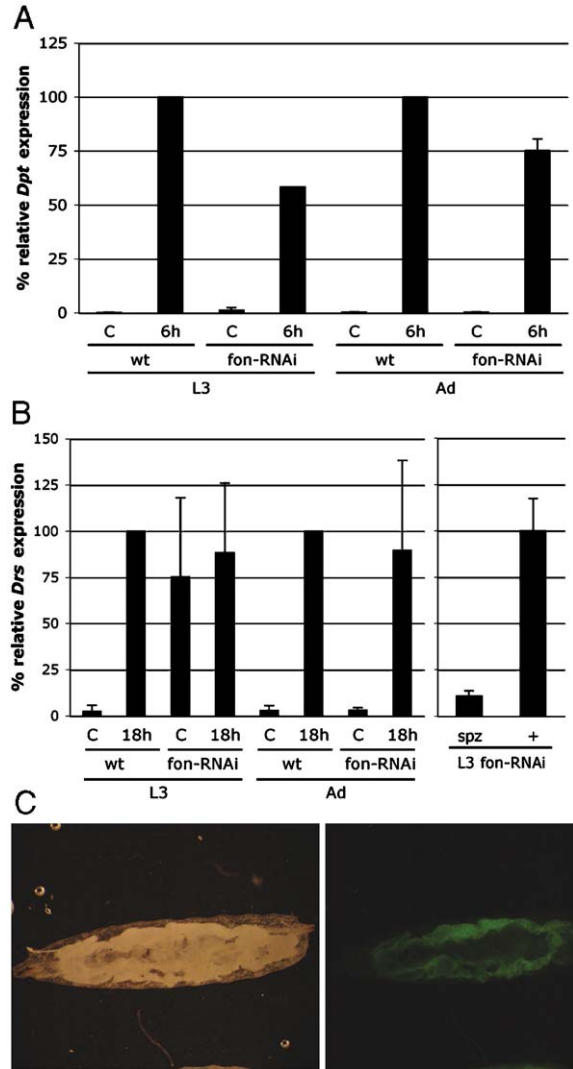 A
% relative Dpt expression
125
100
75
50
25
0
C 6h C 6h C 6h C 6h
wt fon-RNAi wt fon-RNAi
L3 Ad
B
% relative Drs expression
150
125
100
75
50
25
0
C 18h C 18h C 18h C 18h spz +
wt fon-RNAi wt fon-RNAi L3 fon-RNAi
L3 Ad
C